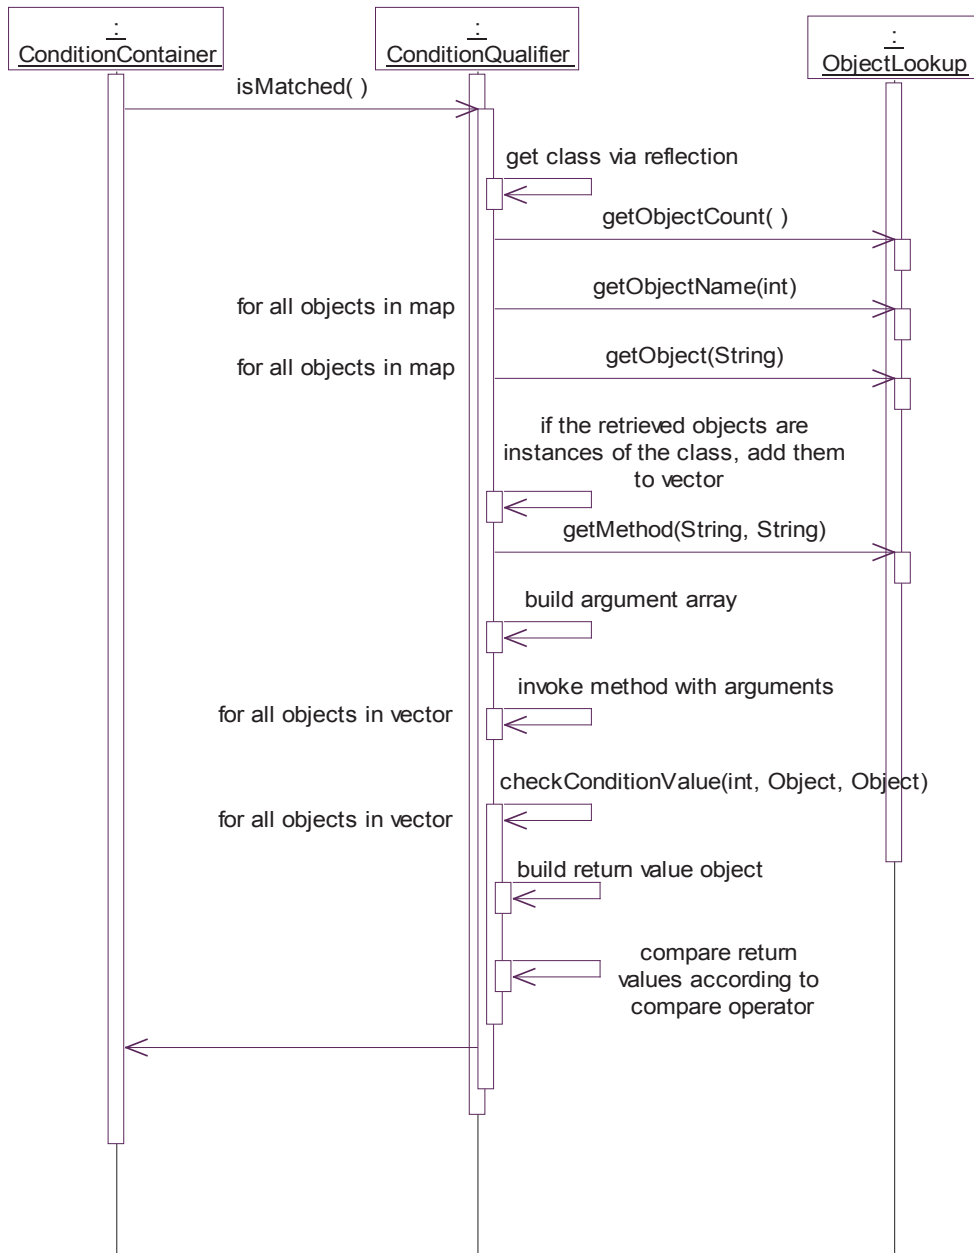 :
ConditionContainer
:
ConditionQualifier
:
ObjectLookup
isMatched( )
get class via reflection
getObjectCount( )
for all objects in map
getObjectName(int)
for all objects in map
getObject(String)
if the retrieved objects are
instances of the class, add them
to vector
getMethod(String, String)
build argument array
invoke method with arguments
for all objects in vector
checkConditionValue(int, Object, Object)
for all objects in vector
build return value object
compare return
values according to
compare operator